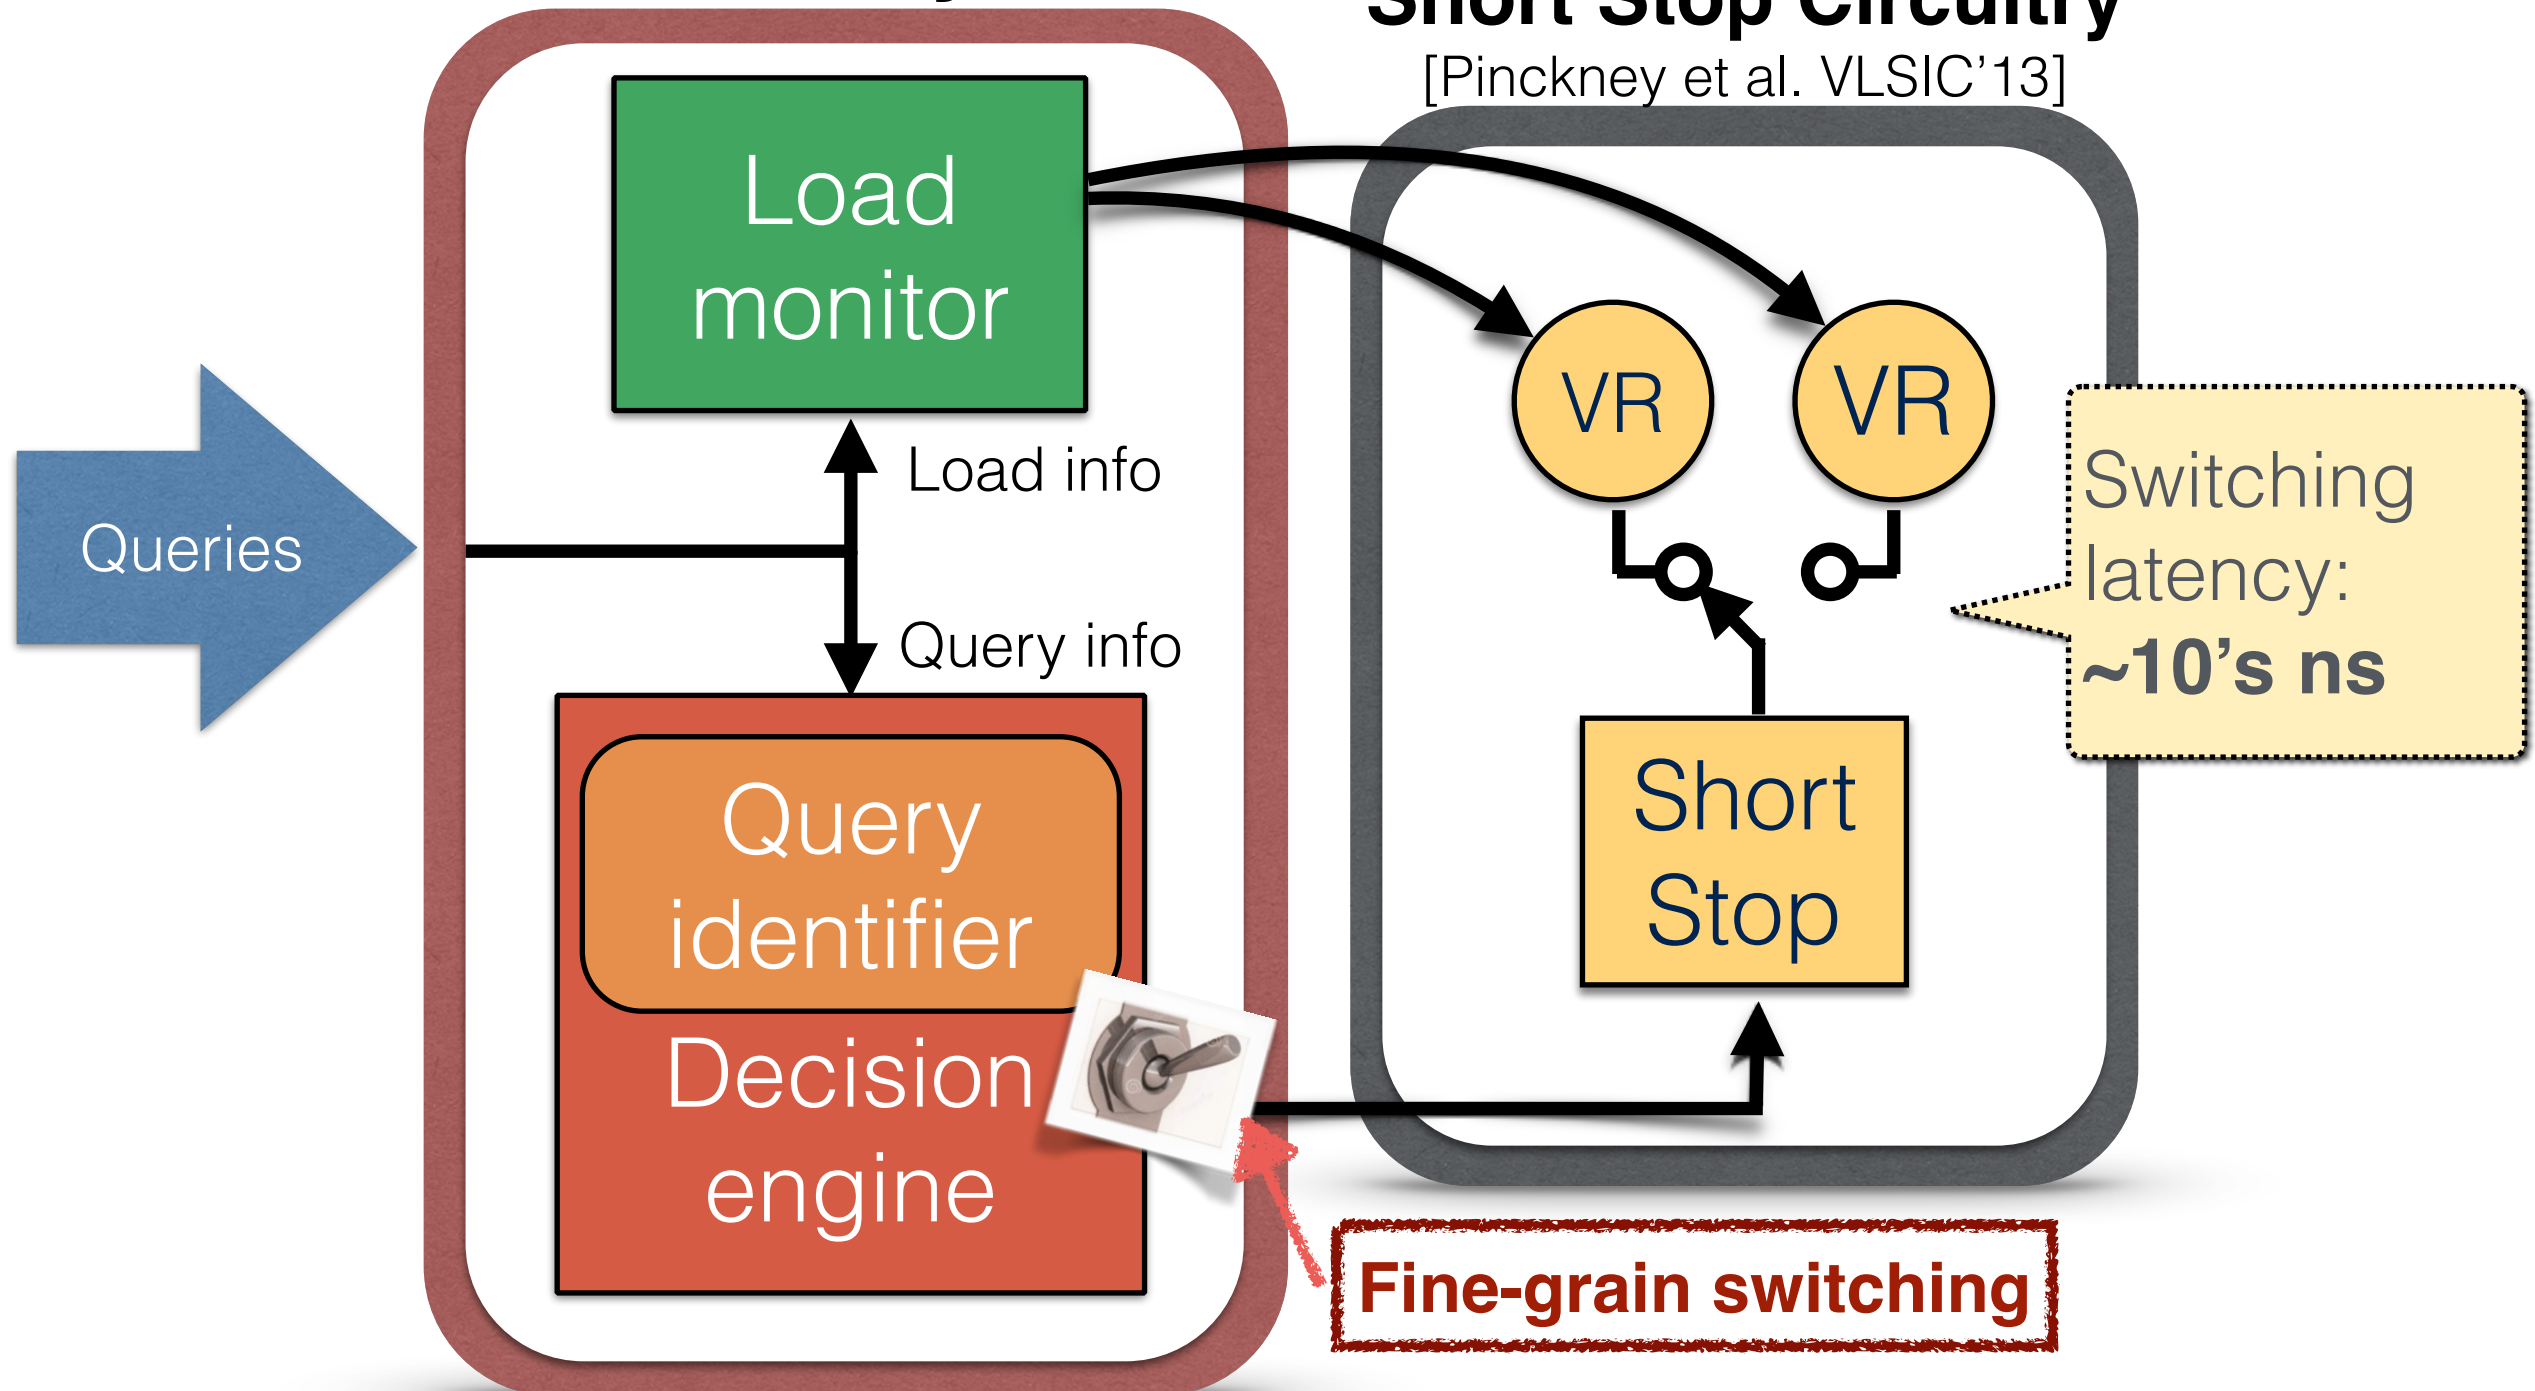 Short Stop Circuitry
[Pinckney et al. VLSIC’13]
Load
monitor
VR
VR
Load info
Queries
Switching
latency:
~10’s ns
Query info
Query
identifier
Short
Stop
Decision
engine
Fine-grain switching